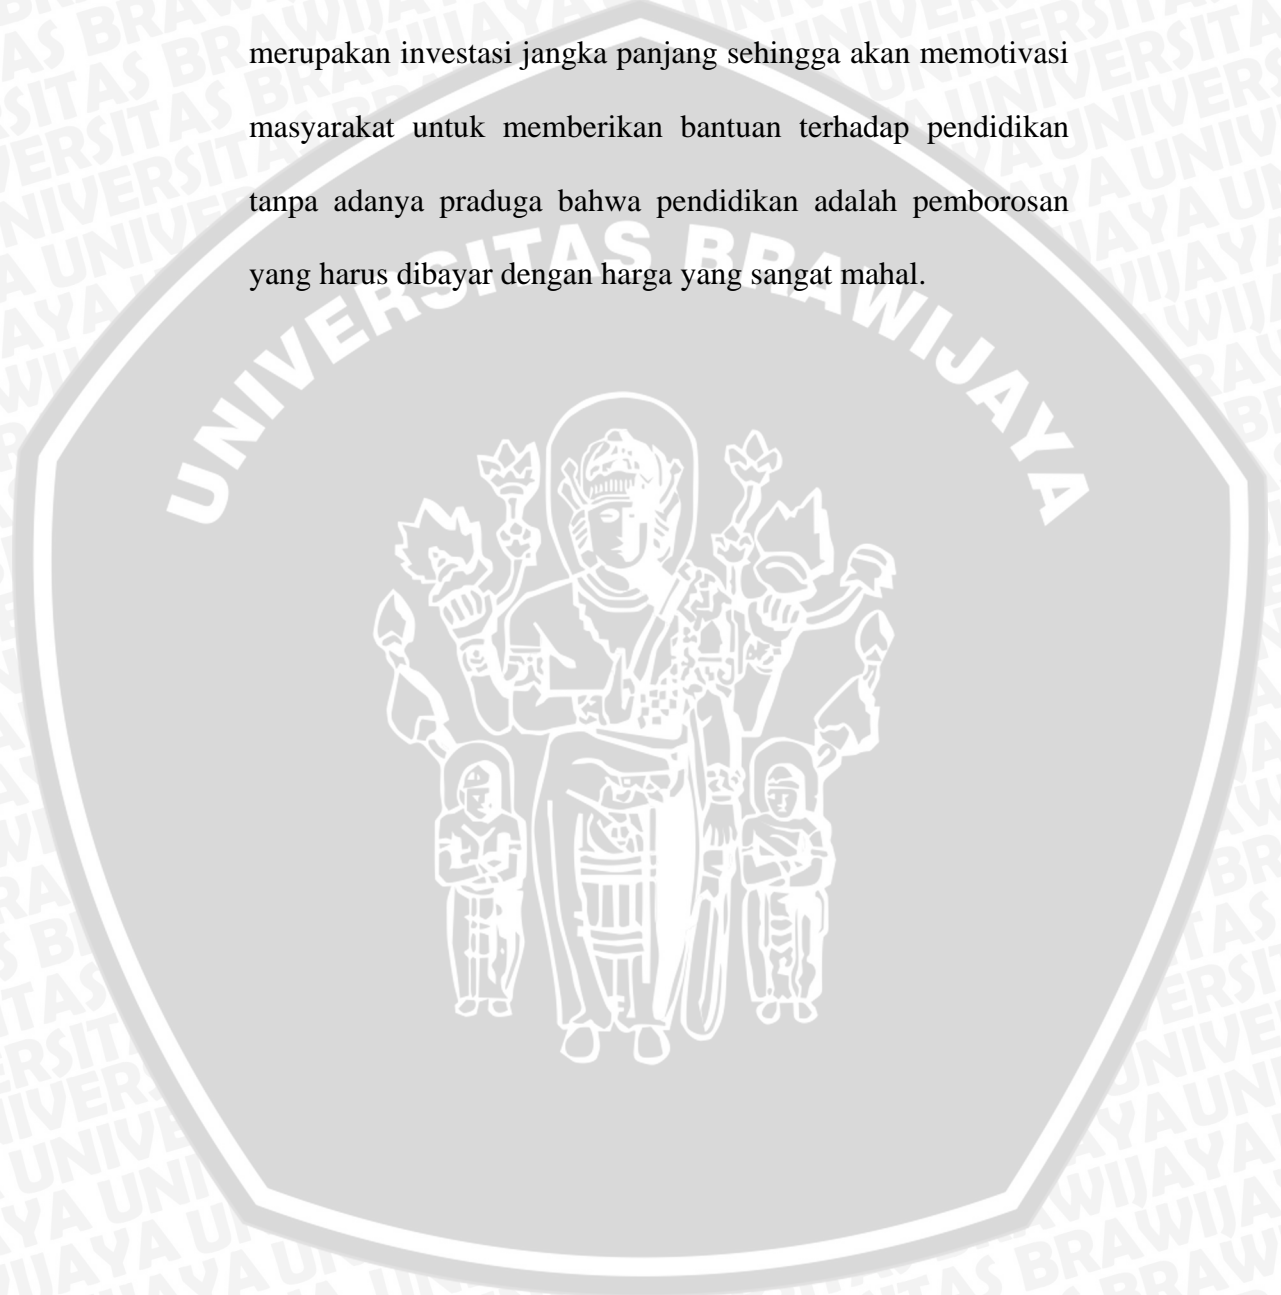 merupakan investasi jangka panjang sehingga akan memotivasi
masyarakat untuk memberikan bantuan terhadap pendidikan
tanpa adanya praduga bahwa pendidikan adalah pemborosan
yang harus dibayar dengan harga yang sangat mahal.
UNIVERSITAS BRAWIJAYA